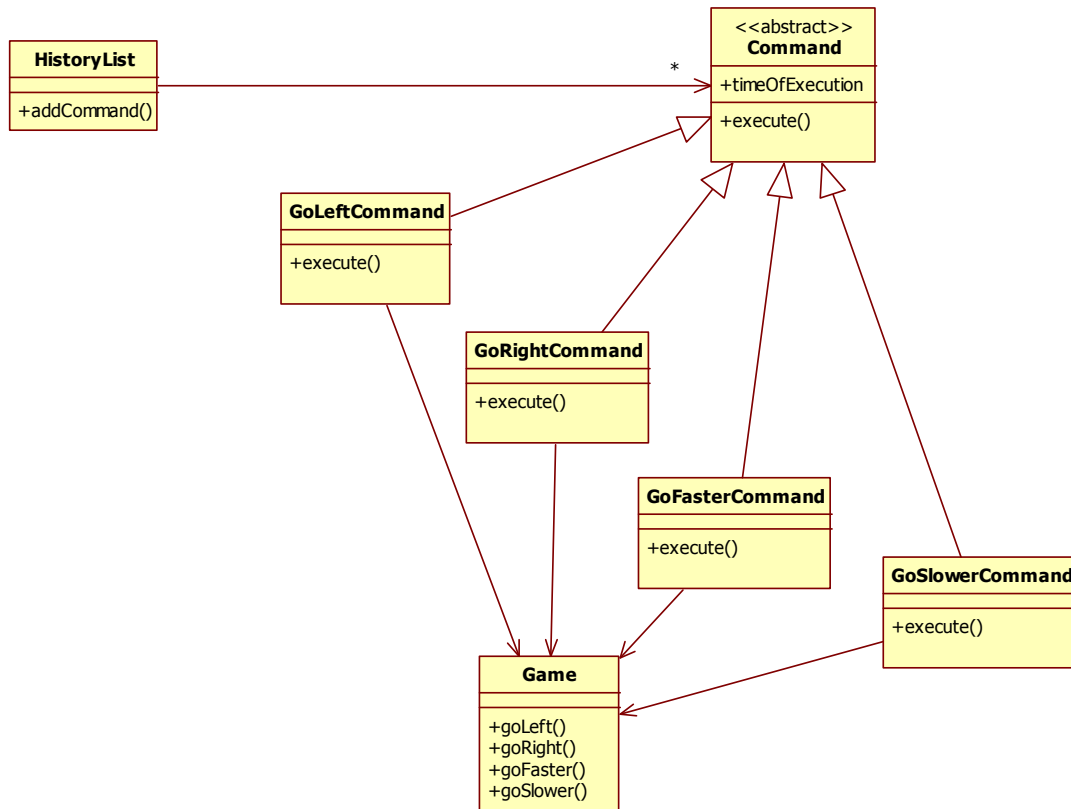 <<abstract>>
Command
+timeOfExecution
+execute()
HistoryList
+addCommand()
*
GoLeftCommand
+execute()
GoRightCommand
+execute()
GoFasterCommand
+execute()
GoSlowerCommand
+execute()
Game
+goLeft()
+goRight()
+goFaster()
+goSlower()